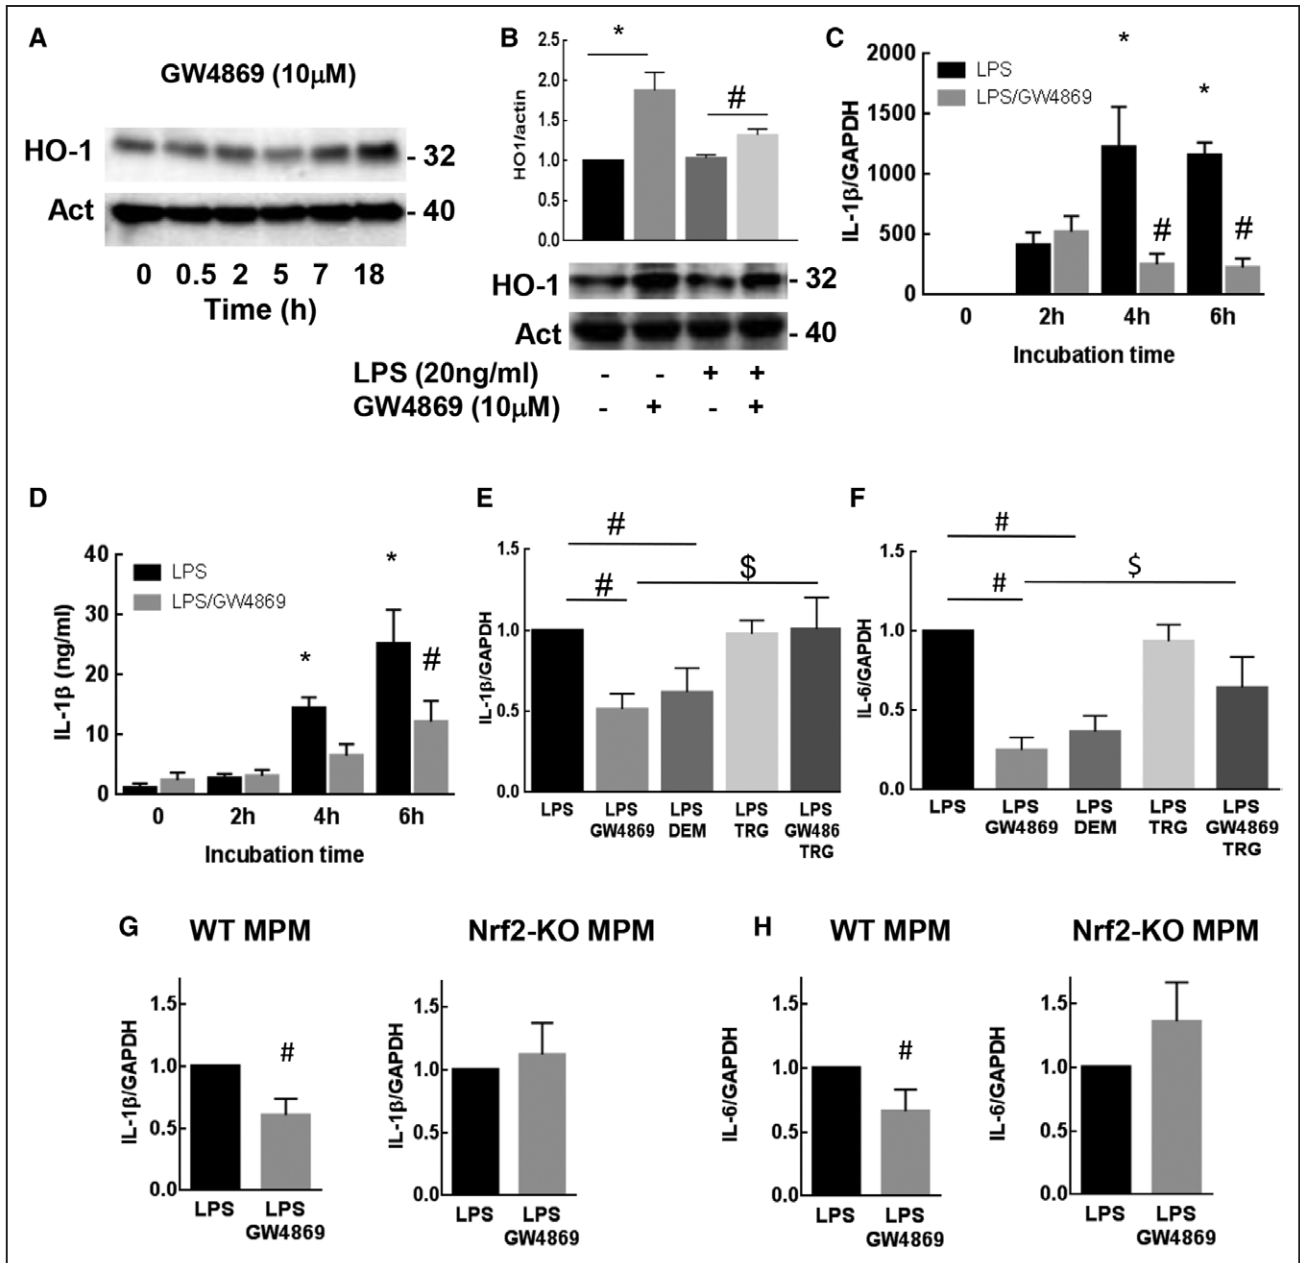 A
GW4869 (10μM)
HO-1
- 32
Act
- 40
0 0.5 2 5 7 18
Time (h)
B
2.5
2.0
1.5
1.0
0.5
0.0
HO1/actin
*
#
HO-1
- 32
Act
- 40
LPS (20ng/ml) - - + +
GW4869 (10μM) - + - +
C
2000
1500
1000
500
0
IL-1β/GAPDH
LPS
LPS/GW4869
*
*
#
#
0 2h 4h 6h
Incubation time
D
40
30
20
10
0
IL-1β (ng/ml)
LPS
LPS/GW4869
*
*
#
0 2h 4h 6h
Incubation time
E
1.5
1.0
0.5
0.0
IL-1β/GAPDH
#
#
$
LPS LPS LPS LPS LPS
GW4869 DEM TRG GW486
TRG
F
1.5
1.0
0.5
0.0
IL-6/GAPDH
#
#
$
LPS LPS LPS LPS LPS
GW4869 DEM TRG GW4869
TRG
G
WT MPM
1.5
1.0
0.5
0.0
IL-1β/GAPDH
#
LPS LPS
GW4869
Nrf2-KO MPM
1.5
1.0
0.5
0.0
IL-1β/GAPDH
LPS LPS
GW4869
H
WT MPM
1.5
1.0
0.5
0.0
IL-6/GAPDH
#
LPS LPS
GW4869
Nrf2-KO MPM
1.5
1.0
0.5
0.0
IL-6/GAPDH
LPS LPS
GW4869